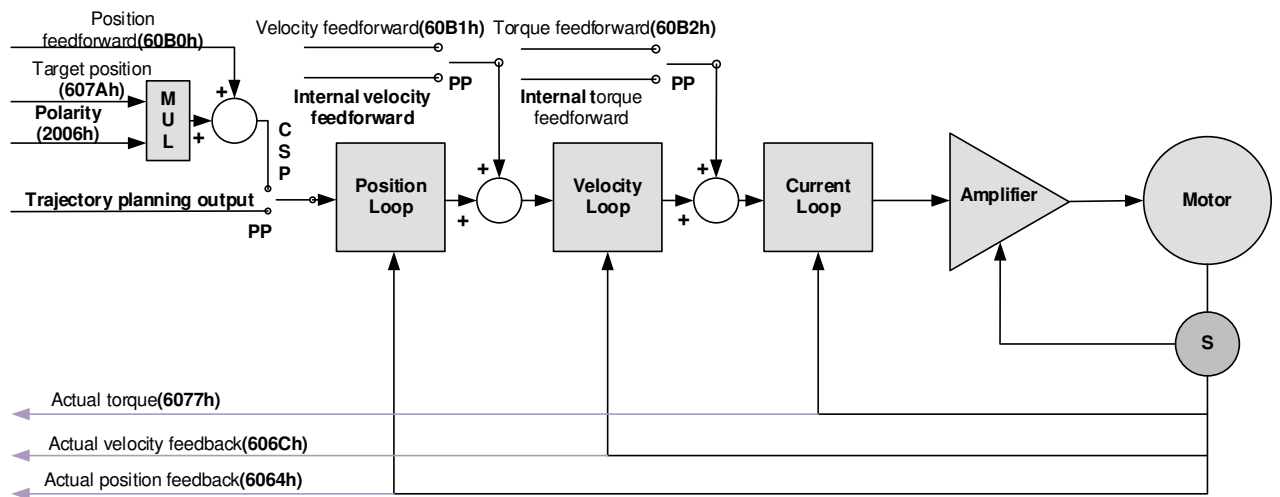 Position
feedforward(60B0h)
Velocity feedforward(60B1h)
Torque feedforward(60B2h)
Target position
(607Ah)
Polarity
(2006h)
M
U
L
+
+
C
S
P
PP
Internal velocity
feedforward
PP
Internal torque
feedforward
Trajectory planning output
PP
Position
Loop
+
+
Velocity
Loop
+
+
Current
Loop
Amplifier
Motor
S
Actual torque(6077h)
Actual velocity feedback(606Ch)
Actual position feedback(6064h)